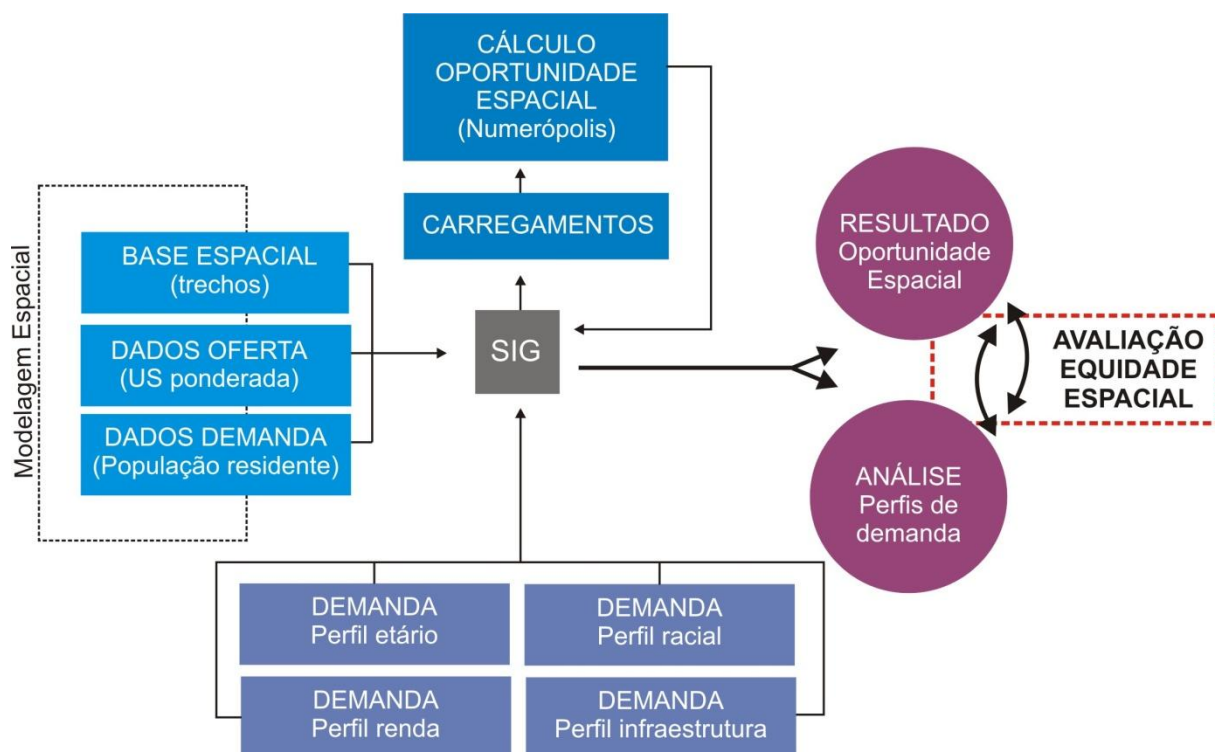 CÁLCULO
OPORTUNIDADE
ESPACIAL
(Numerópolis)
CARREGAMENTOS
Modelagem Espacial
BASE ESPACIAL
(trechos)
DADOS OFERTA
(US ponderada)
DADOS DEMANDA
(População residente)
SIG
RESULTADO
Oportunidade
Espacial
AVALIAÇÃO
EQUIDADE
ESPACIAL
ANÁLISE
Perfis de
demanda
DEMANDA
Perfil etário
DEMANDA
Perfil racial
DEMANDA
Perfil renda
DEMANDA
Perfil infraestrutura